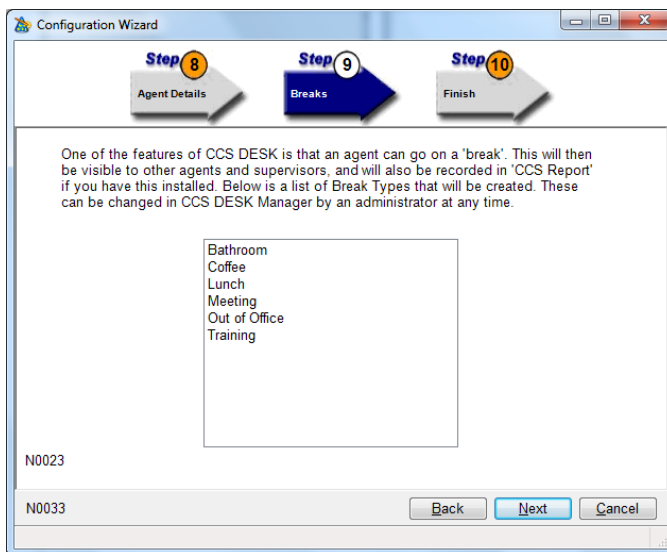 Configuration Wizard
Step 8
Agent Details
Step 9
Breaks
Step 10
Finish
One of the features of CCS DESK is that an agent can go on a 'break'. This will then
be visible to other agents and supervisors, and will also be recorded in 'CCS Report'
if you have this installed. Below is a list of Break Types that will be created. These
can be changed in CCS DESK Manager by an administrator at any time.
Bathroom
Coffee
Lunch
Meeting
Out of Office
Training
N0023
N0033
Back Next Cancel